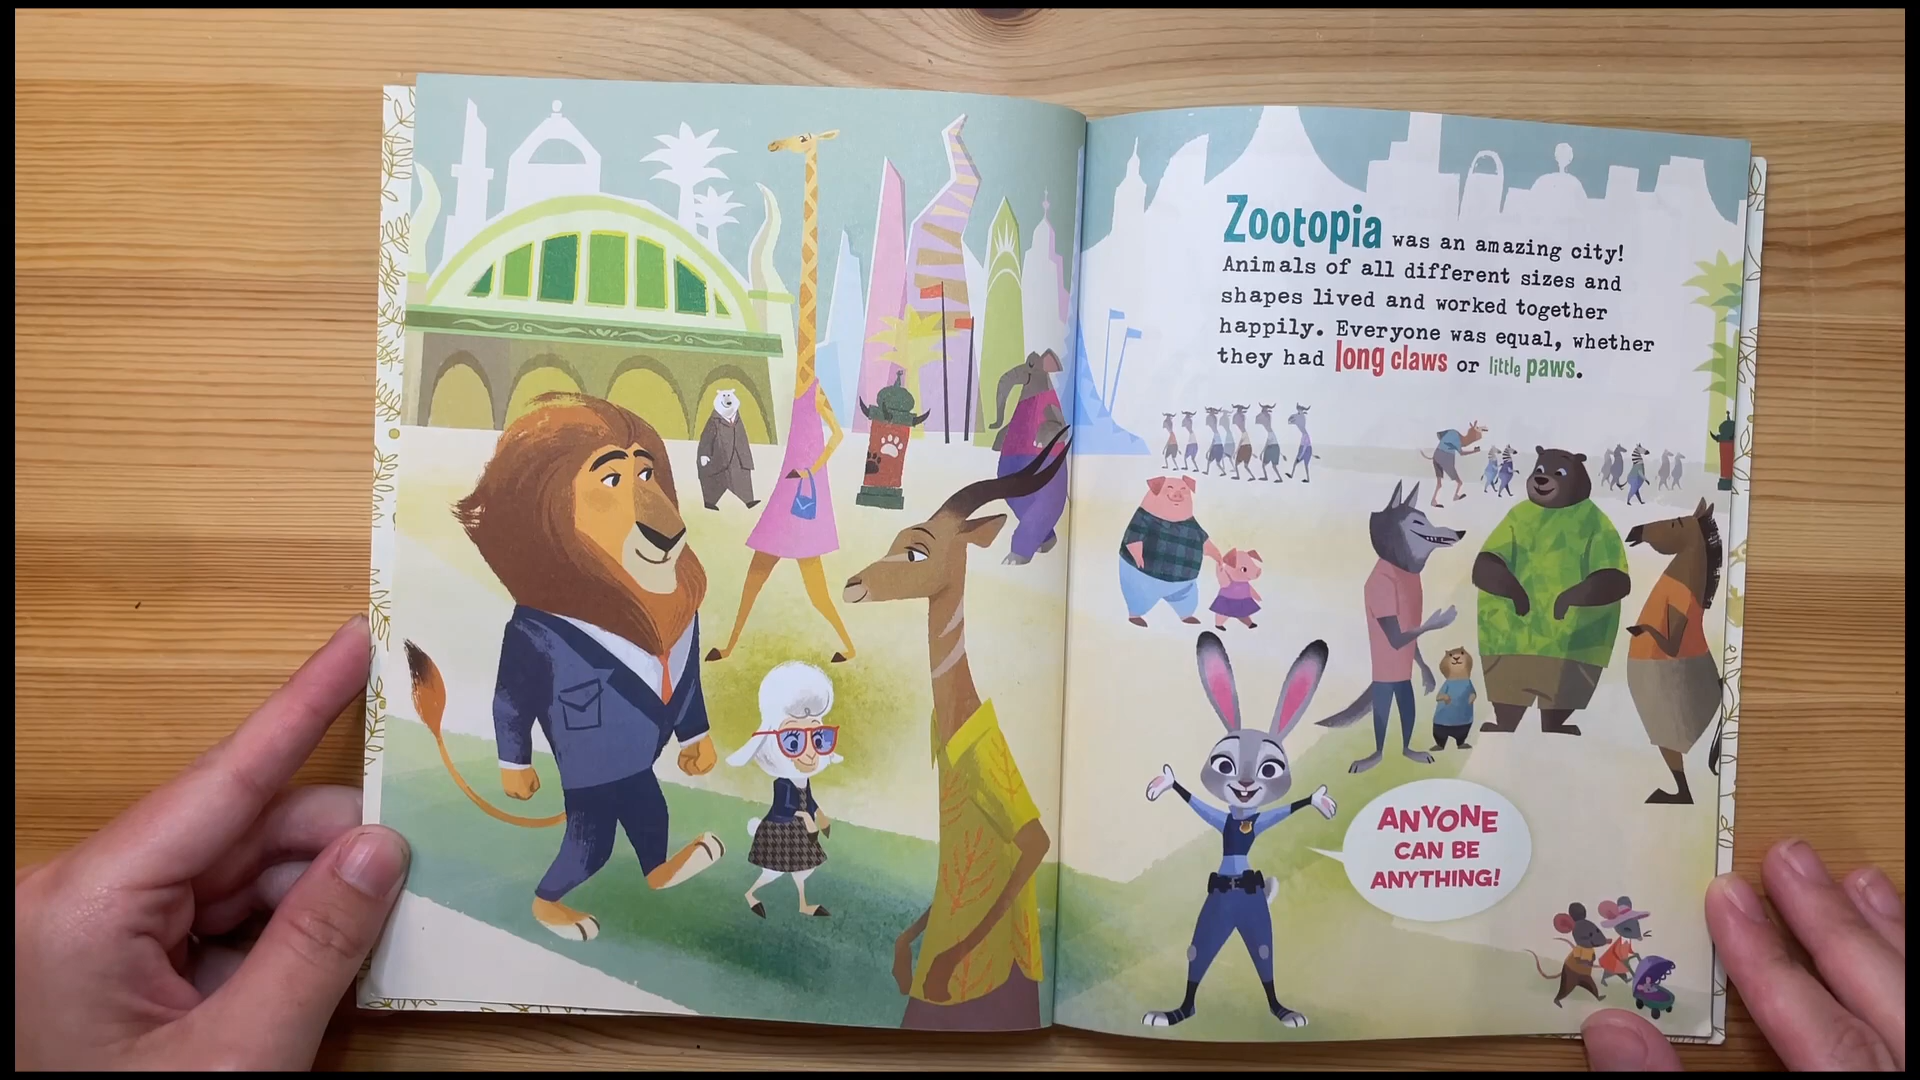 Zootopia was an amazing city!
Animals of all different sizes and
shapes lived and worked together
happily. Everyone was equal, whether
they had long claws or little paws.
ANYONE
CAN BE
ANYTHING!